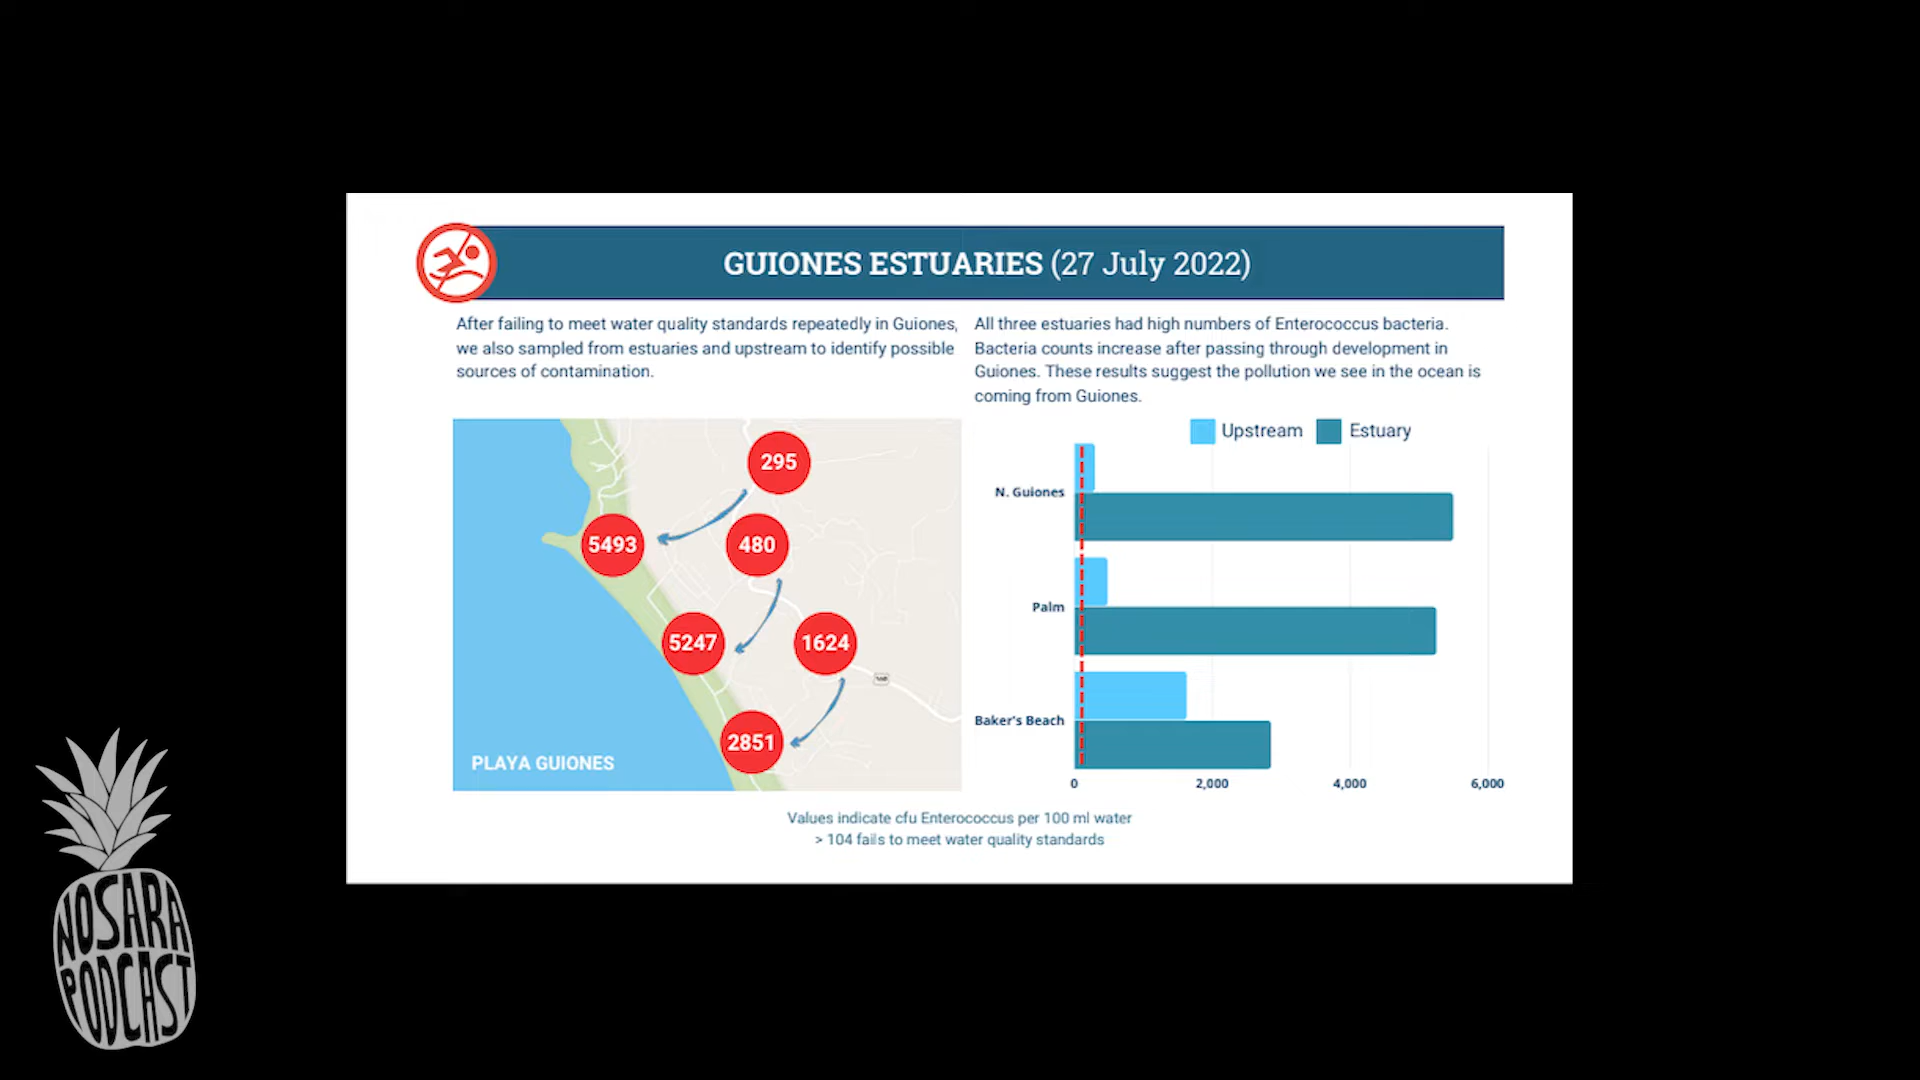 GUIONES ESTUARIES (27 July 2022)
After failing to meet water quality standards repeatedly in Guiones,
we also sampled from estuaries and upstream to identify possible
sources of contamination.
All three estuaries had high numbers of Enterococcus bacteria.
Bacteria counts increase after passing through development in
Guiones. These results suggest the pollution we see in the ocean is
coming from Guiones.
295
5493
480
5247
1624
2851
PLAYA GUIONES
Upstream
Estuary
N. Guiones
Palm
Baker's Beach
0
2,000
4,000
6,000
Values indicate cfu Enterococcus per 100 ml water
> 104 fails to meet water quality standards
NOSARA
PODCAST